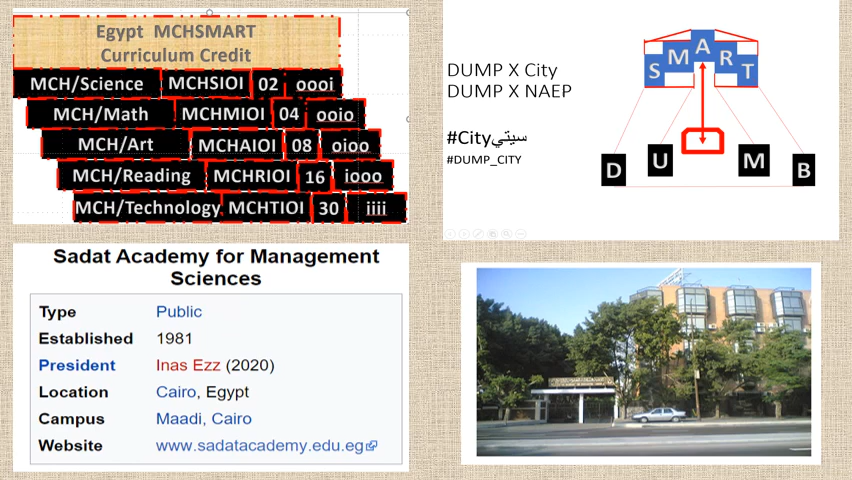 Egypt MCHSMART
Curriculum Credit
MCH/Science MCHSIOI 02 oooi
MCH/Math MCHMIOI 04 ooio
MCH/Art MCHAIOI 08 oioo
MCH/Reading MCHRIOI 16 iooo
MCH/Technology MCHTIOI 30 iiii
DUMP X City
DUMP X NAEP
#Cityسيتي
#DUMP_CITY
SMART
D U M B
Sadat Academy for Management
Sciences
Type Public
Established 1981
President Inas Ezz (2020)
Location Cairo, Egypt
Campus Maadi, Cairo
Website www.sadatacademy.edu.eg